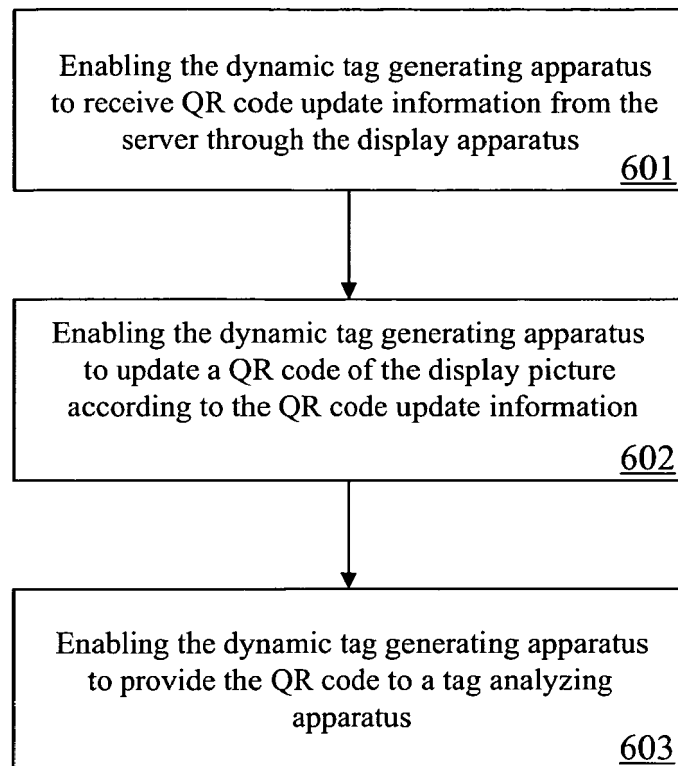 Enabling the dynamic tag generating apparatus
to receive QR code update information from the
server through the display apparatus
601
Enabling the dynamic tag generating apparatus
to update a QR code of the display picture
according to the QR code update information
602
Enabling the dynamic tag generating apparatus
to provide the QR code to a tag analyzing
apparatus
603